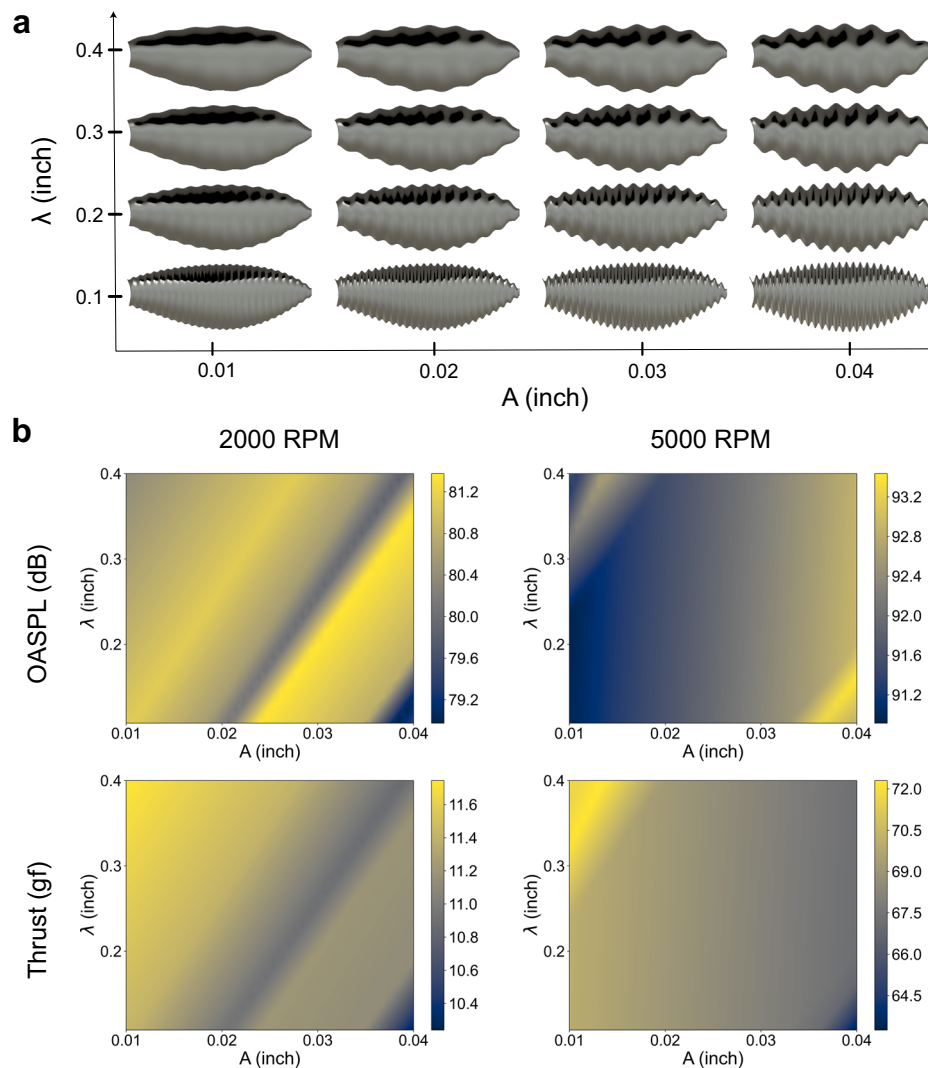 a
λ (inch)
0.4
0.3
0.2
0.1
0.01 0.02 0.03 0.04
A (inch)
b
2000 RPM 5000 RPM
OASPL (dB)
λ (inch)
0.4
0.3
0.2
0.01 0.02 0.03 0.04
A (inch)
81.2
80.8
80.4
80.0
79.6
79.2
λ (inch)
0.4
0.3
0.2
0.01 0.02 0.03 0.04
A (inch)
93.2
92.8
92.4
92.0
91.6
91.2
Thrust (gf)
λ (inch)
0.4
0.3
0.2
0.01 0.02 0.03 0.04
A (inch)
11.6
11.4
11.2
11.0
10.8
10.6
10.4
λ (inch)
0.4
0.3
0.2
0.01 0.02 0.03 0.04
A (inch)
72.0
70.5
69.0
67.5
66.0
64.5